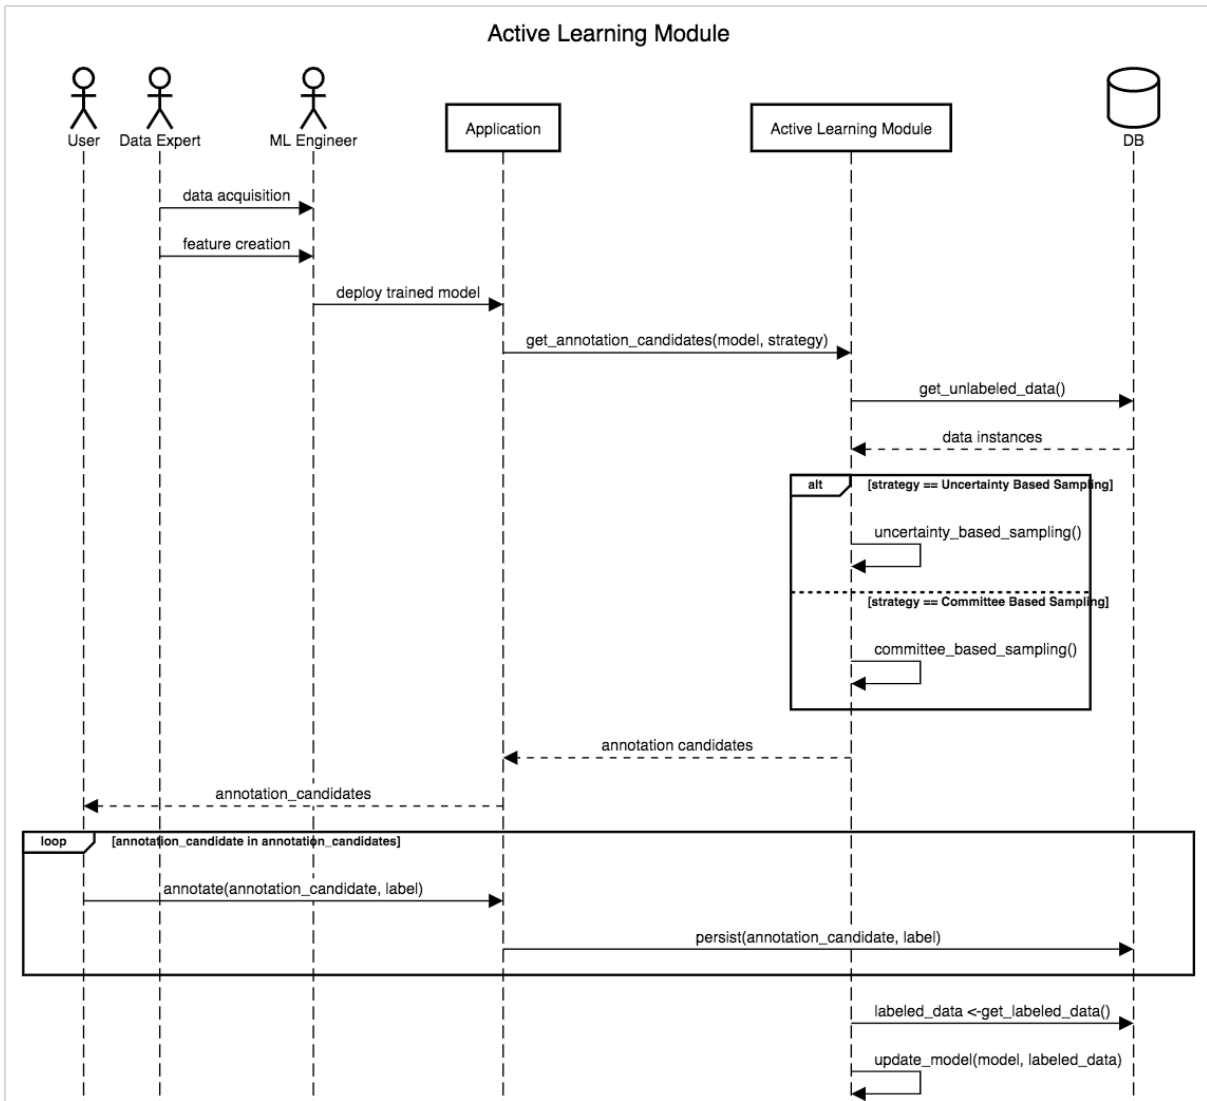 Active Learning Module
User
Data Expert
ML Engineer
Application
Active Learning Module
DB
data acquisition
feature creation
deploy trained model
get_annotation_candidates(model, strategy)
get_unlabeled_data()
data instances
alt [strategy == Uncertainty Based Sampling]
uncertainty_based_sampling()
[strategy == Committee Based Sampling]
committee_based_sampling()
annotation candidates
annotation_candidates
loop [annotation_candidate in annotation_candidates]
annotate(annotation_candidate, label)
persist(annotation_candidate, label)
labeled_data <-get_labeled_data()
update_model(model, labeled_data)